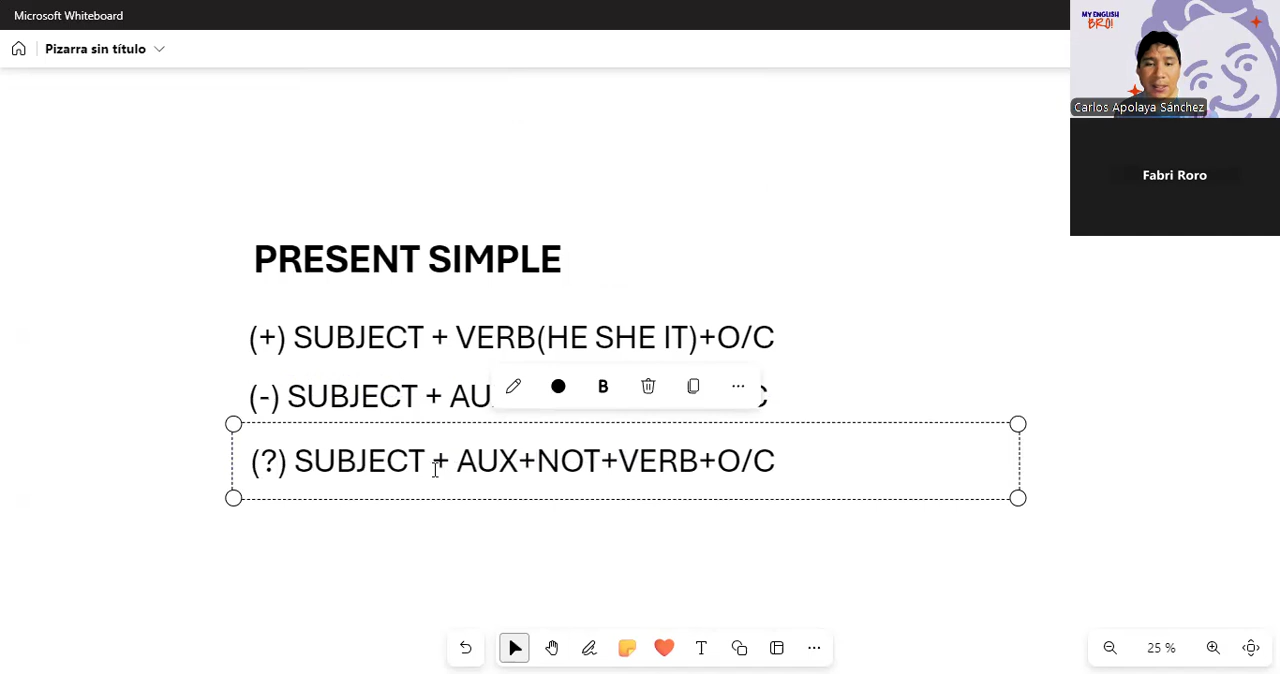 Microsoft Whiteboard
Pizarra sin título
MY ENGLISH
BRO!
Carlos Apolaya Sánchez
Fabri Roro
PRESENT SIMPLE
(+) SUBJECT + VERB(HE SHE IT)+O/C
(-) SUBJECT + AU
(?) SUBJECT + AUX+NOT+VERB+O/C
B
T
25 %